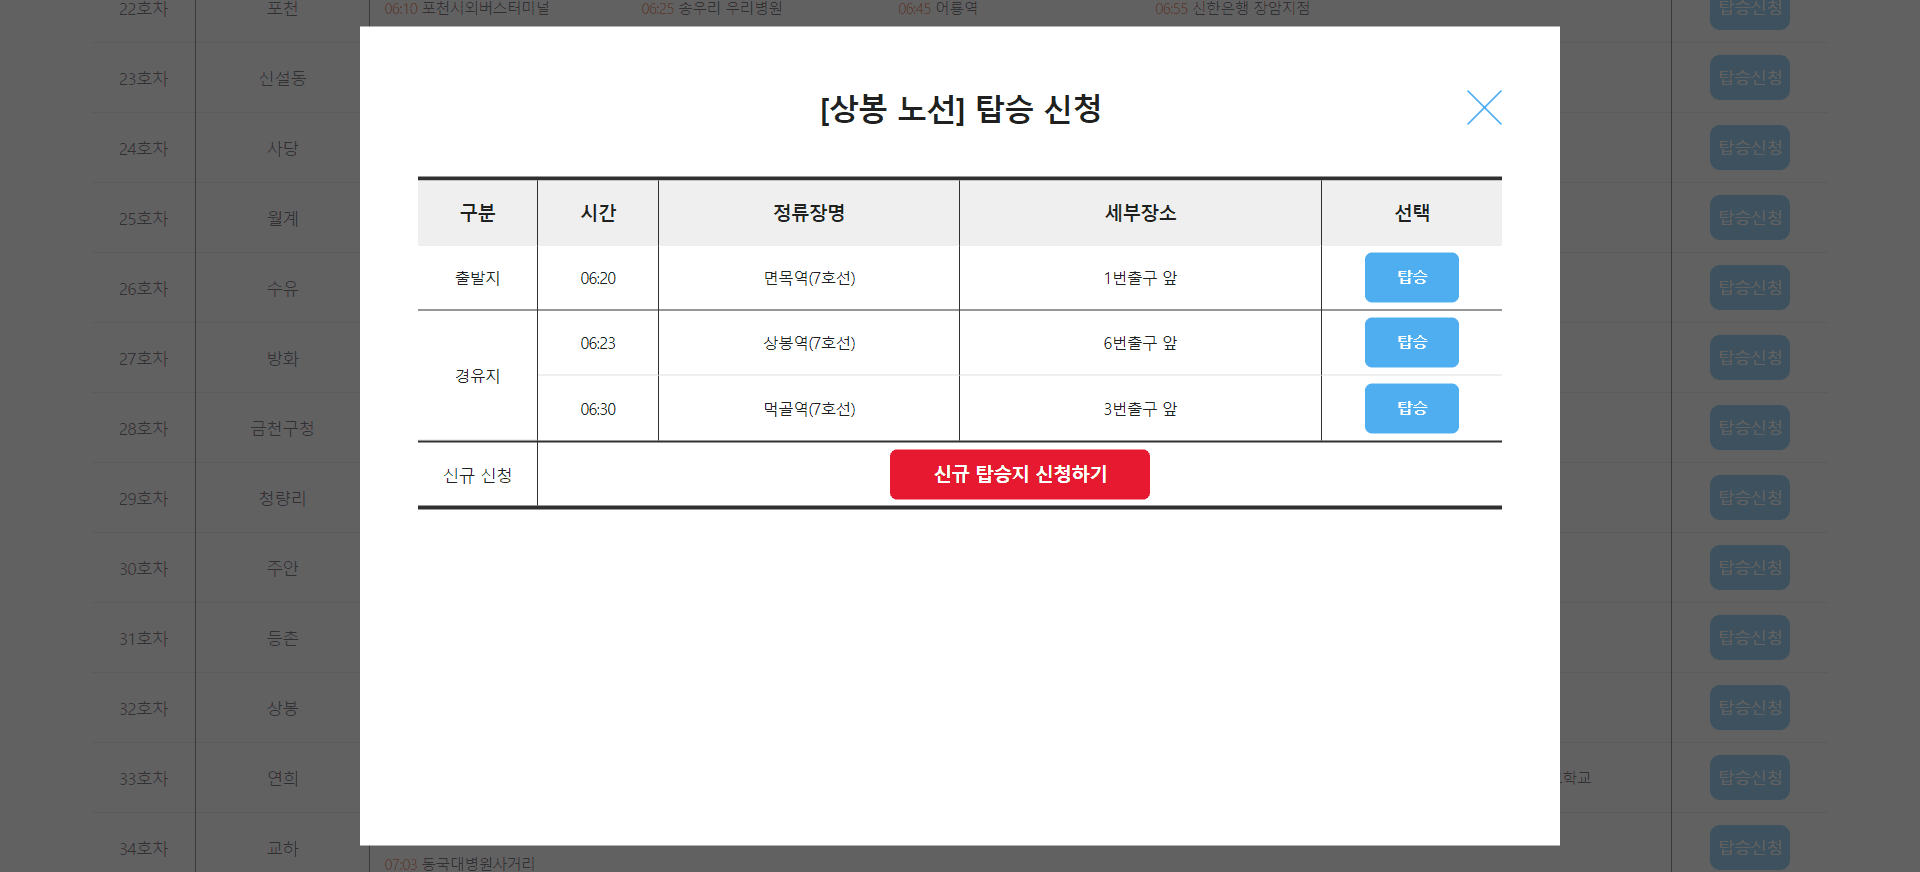 22호차 포천 06:10 포천시외버스터미널 06:25 송우리 우리병원 06:45 어룡역 06:55 신한은행 장암지점 탑승신청
[상봉 노선] 탑승 신청
구분 시간 정류장명 세부장소 선택
출발지 06:20 면목역(7호선) 1번출구 앞 탑승
경유지
06:23 상봉역(7호선) 6번출구 앞 탑승
06:30 먹골역(7호선) 3번출구 앞 탑승
신규 신청 신규 탑승지 신청하기
23호차 신설동 탑승신청
24호차 사당 탑승신청
25호차 월계 탑승신청
26호차 수유 탑승신청
27호차 방화 탑승신청
28호차 금천구청 탑승신청
29호차 청량리 탑승신청
30호차 주안 탑승신청
31호차 등촌 탑승신청
32호차 상봉 탑승신청
33호차 연희 학교 탑승신청
34호차 교하 07:03 동국대병원사거리 탑승신청